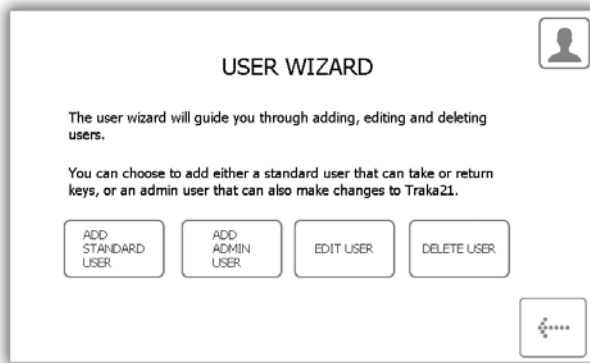 USER WIZARD
The user wizard will guide you through adding, editing and deleting
users.
You can choose to add either a standard user that can take or return
keys, or an admin user that can also make changes to Traka21.
ADD
STANDARD
USER
ADD
ADMIN
USER
EDIT USER
DELETE USER